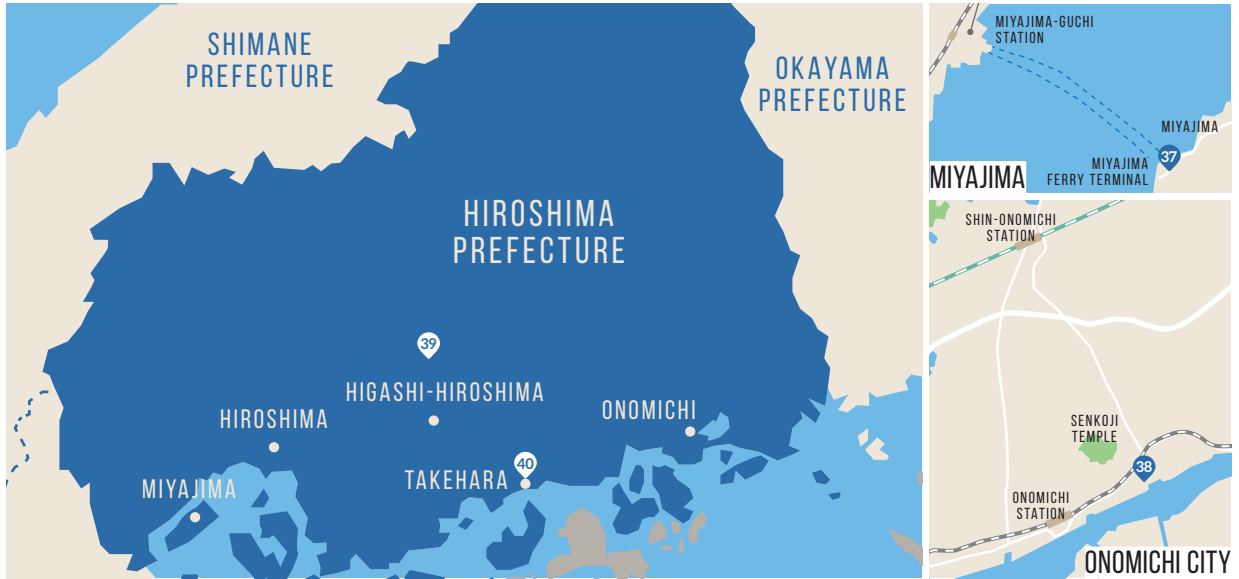 SHIMANE
PREFECTURE
OKAYAMA
PREFECTURE
HIROSHIMA
PREFECTURE
39
HIGASHI-HIROSHIMA
HIROSHIMA
ONOMICHI
40
TAKEHARA
MIYAJIMA
MIYAJIMA-GUCHI
STATION
MIYAJIMA
37
MIYAJIMA
FERRY TERMINAL
MIYAJIMA
SHIN-ONOMICHI
STATION
SENKOJI
TEMPLE
38
ONOMICHI
STATION
ONOMICHI CITY